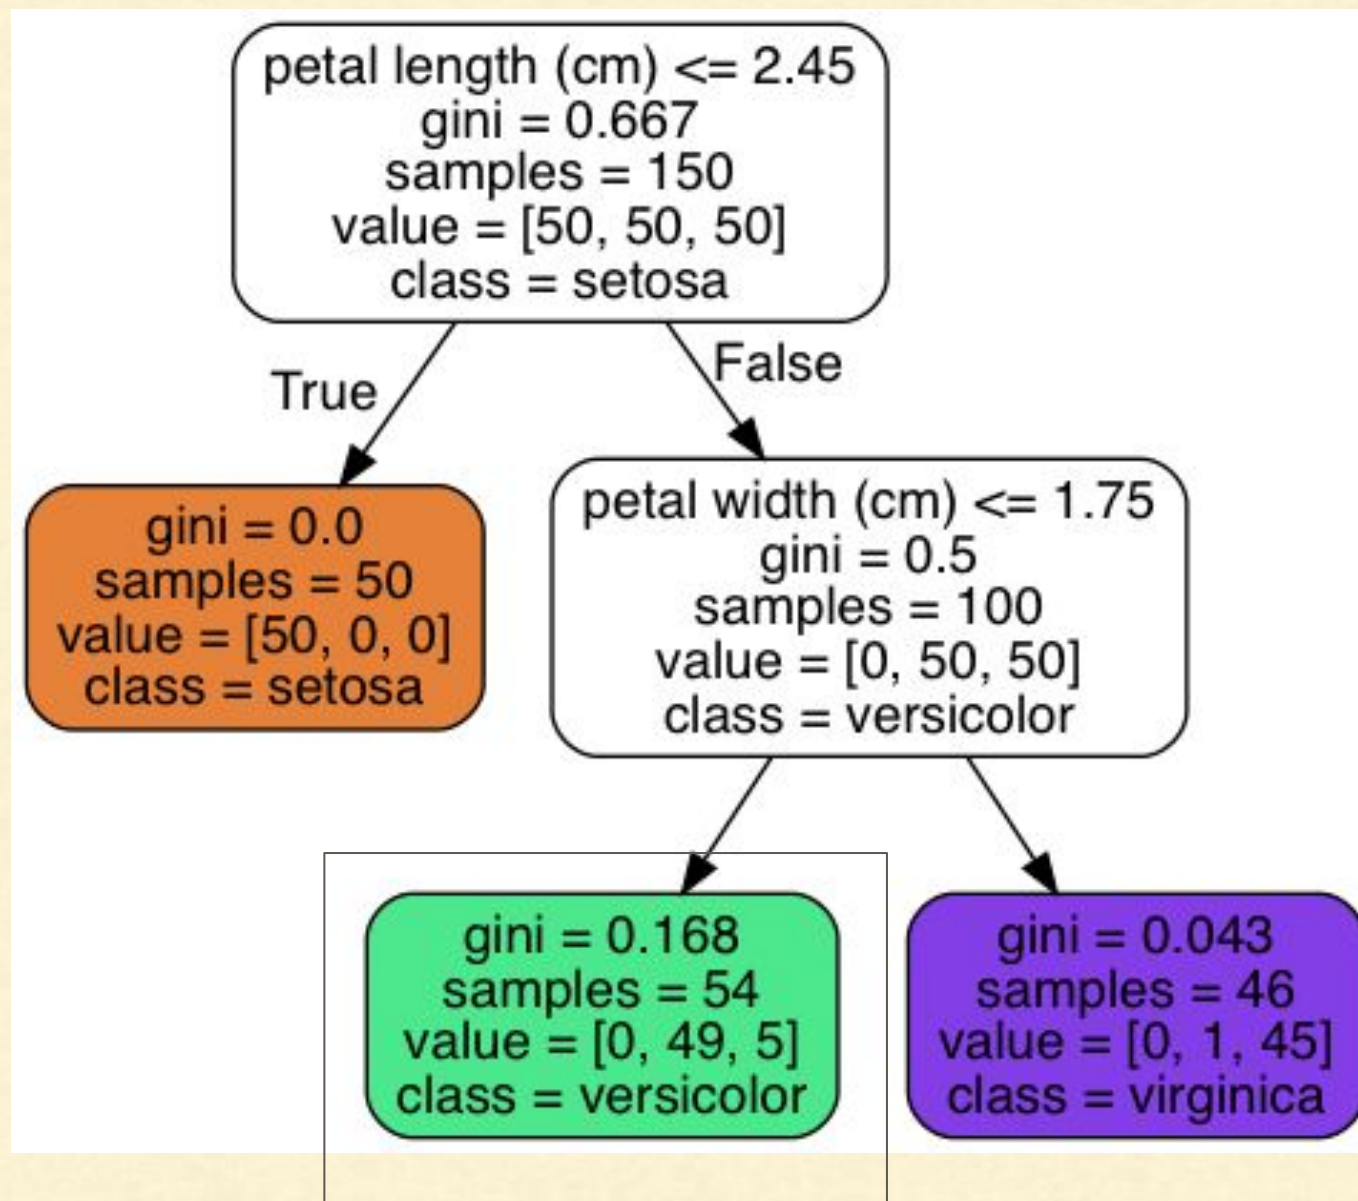 petal length (cm) <= 2.45
gini = 0.667
samples = 150
value = [50, 50, 50]
class = setosa
True
False
gini = 0.0
samples = 50
value = [50, 0, 0]
class = setosa
petal width (cm) <= 1.75
gini = 0.5
samples = 100
value = [0, 50, 50]
class = versicolor
gini = 0.168
samples = 54
value = [0, 49, 5]
class = versicolor
gini = 0.043
samples = 46
value = [0, 1, 45]
class = virginica